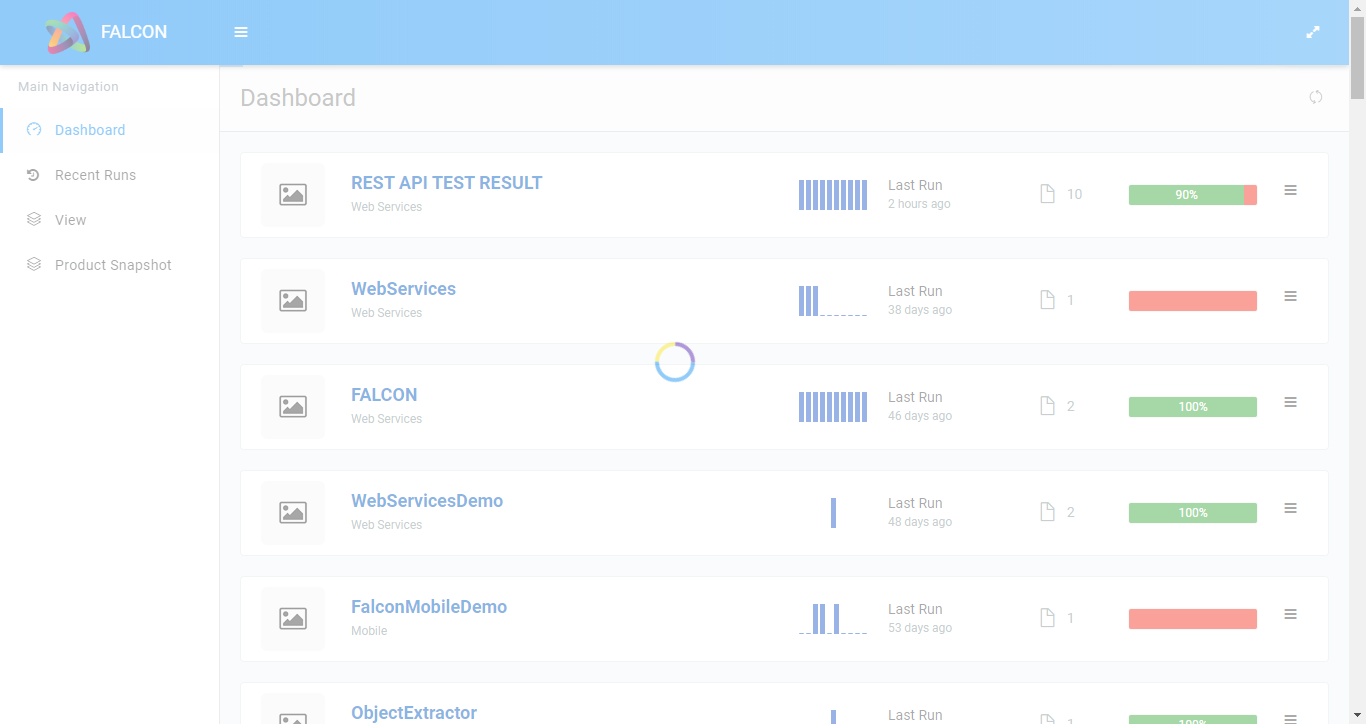 FALCON
Main Navigation
Dashboard
Recent Runs
View
Product Snapshot
Dashboard
REST API TEST RESULT
Web Services
Last Run
2 hours ago
10
90%
WebServices
Web Services
Last Run
38 days ago
1
FALCON
Web Services
Last Run
46 days ago
2
100%
WebServicesDemo
Web Services
Last Run
48 days ago
2
100%
FalconMobileDemo
Mobile
Last Run
53 days ago
1
ObjectExtractor
Last Run
1
100%